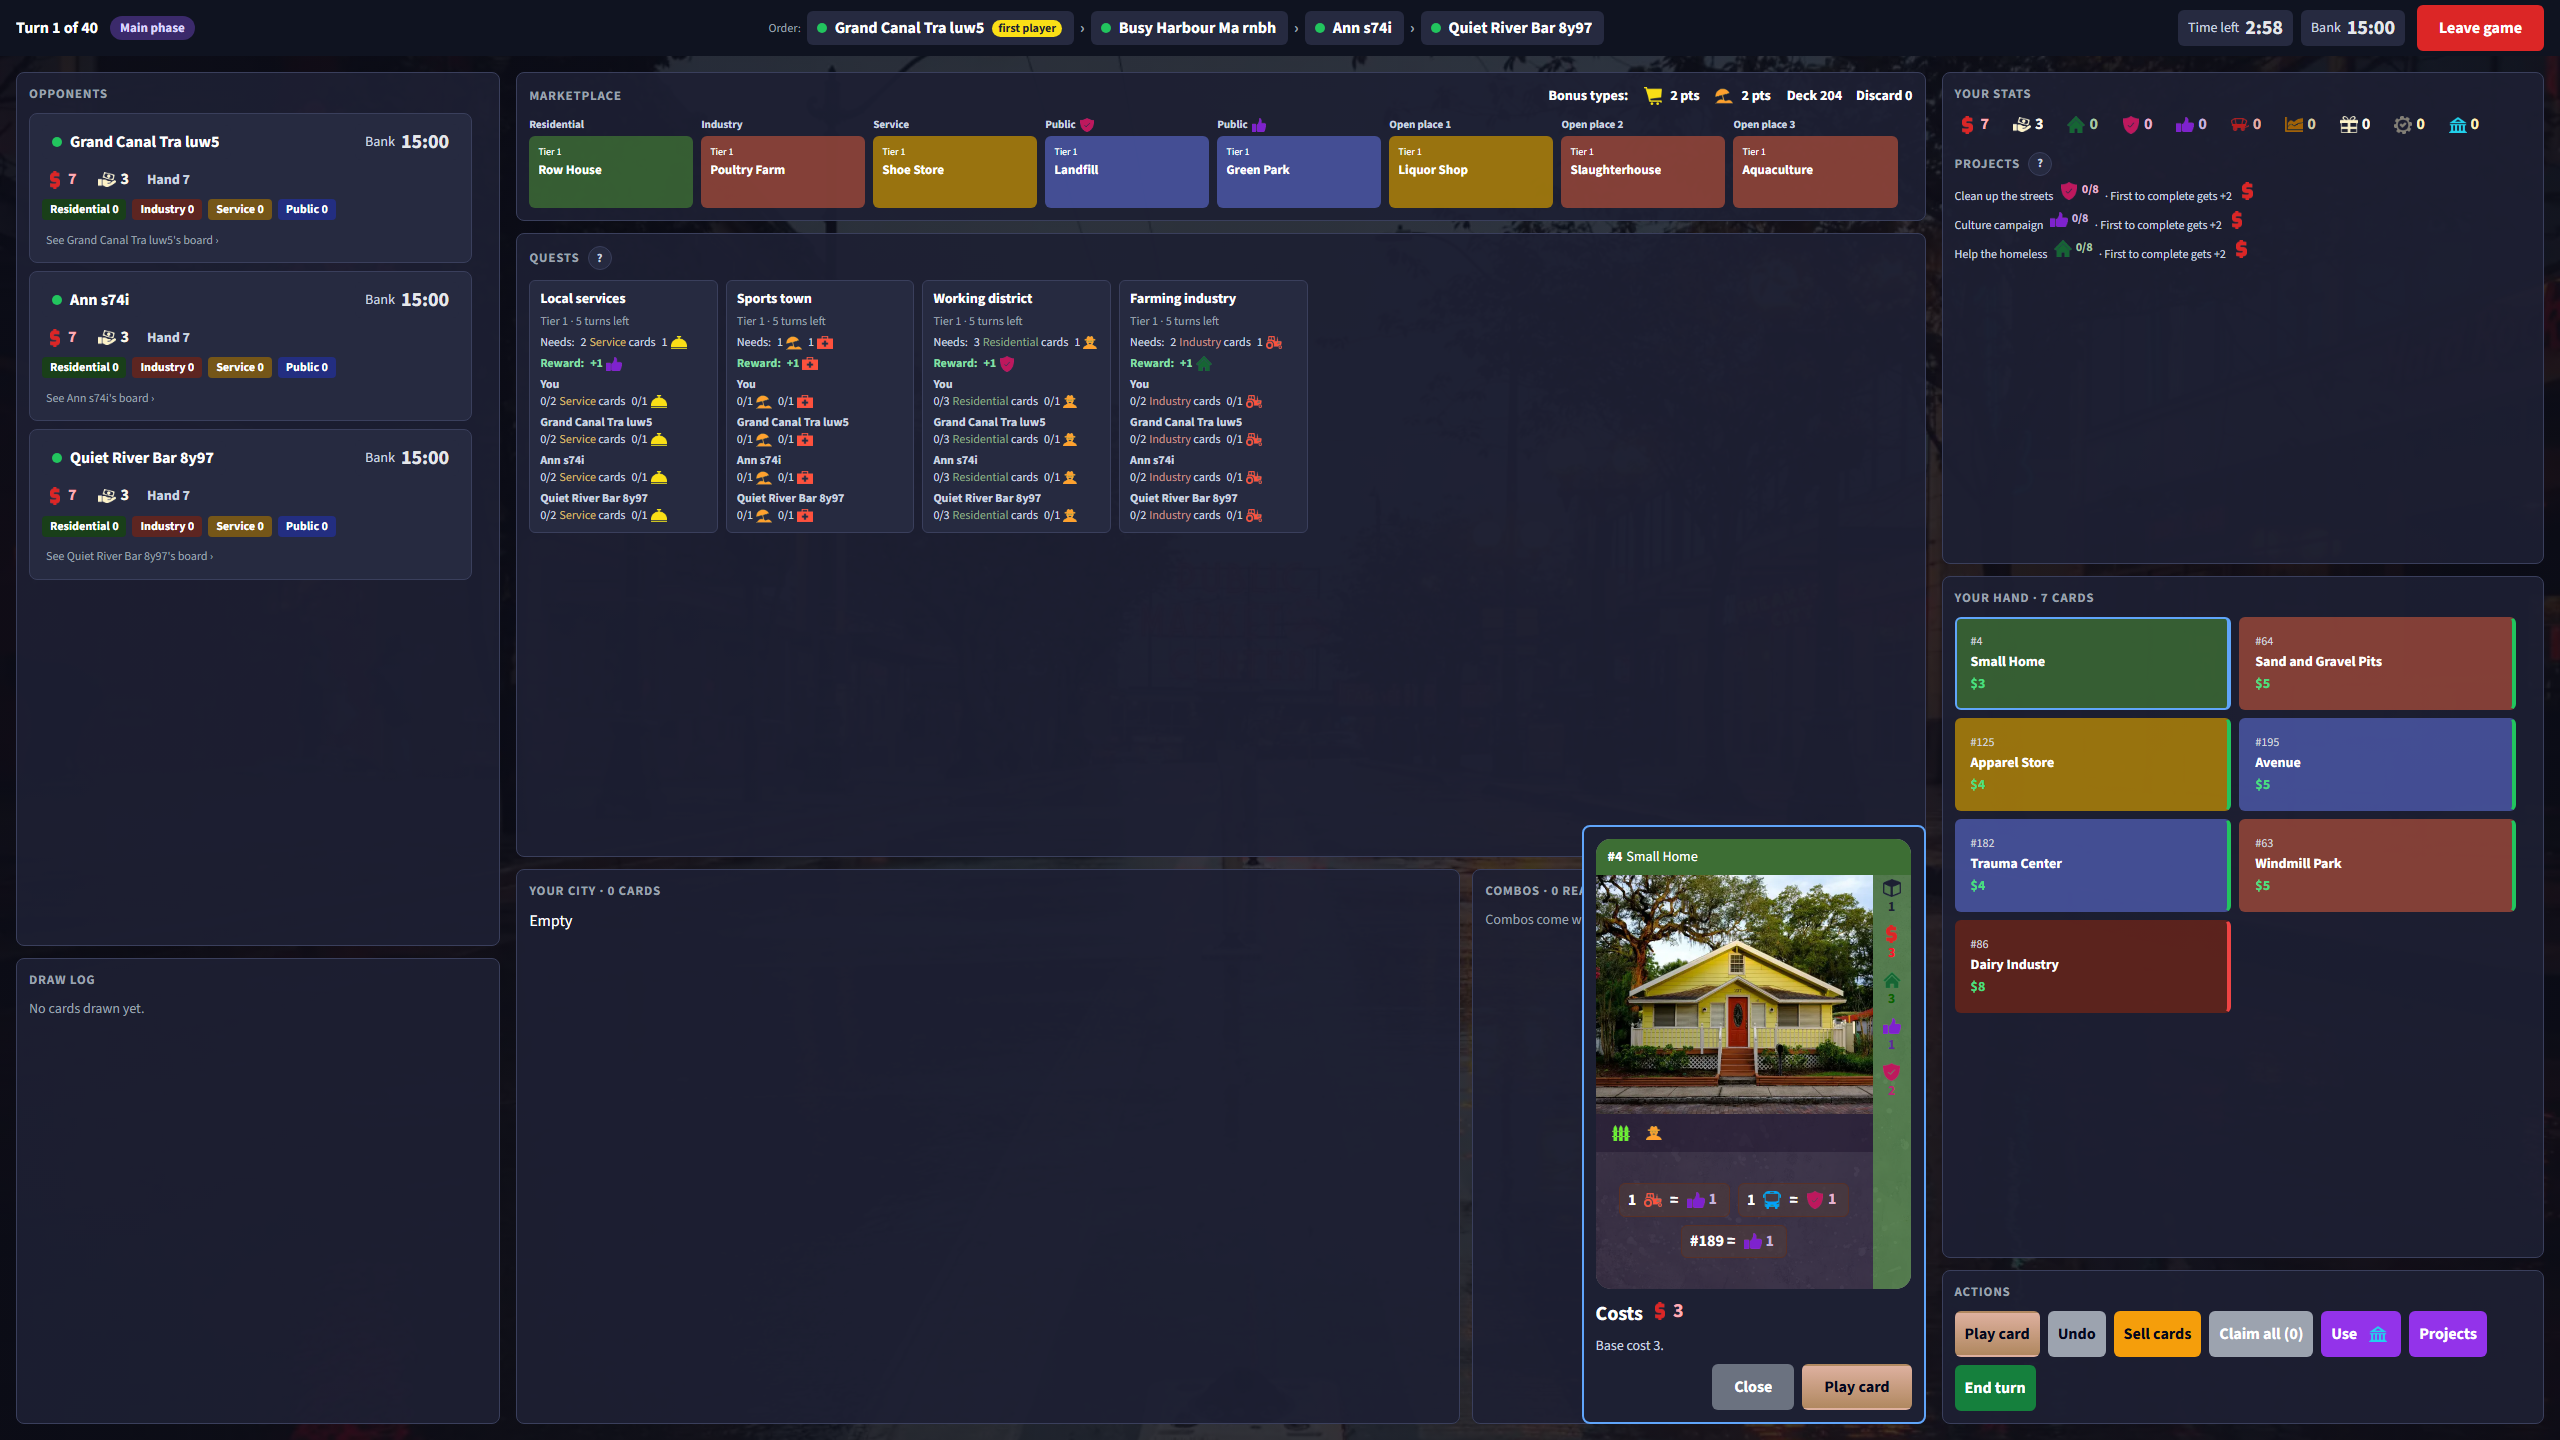 Turn 1 of 40 Main phase
Order: Grand Canal Tra luw5 first player › Busy Harbour Ma rnbh › Ann s74i › Quiet River Bar 8y97
Time left 2:58 Bank 15:00 Leave game
OPPONENTS
Grand Canal Tra luw5 Bank 15:00
7 3 Hand 7
Residential 0 Industry 0 Service 0 Public 0
See Grand Canal Tra luw5's board ›
Ann s74i Bank 15:00
7 3 Hand 7
Residential 0 Industry 0 Service 0 Public 0
See Ann s74i's board ›
Quiet River Bar 8y97 Bank 15:00
7 3 Hand 7
Residential 0 Industry 0 Service 0 Public 0
See Quiet River Bar 8y97's board ›
DRAW LOG
No cards drawn yet.
MARKETPLACE
Bonus types: 2 pts 2 pts Deck 204 Discard 0
Residential Industry Service Public Public Open place 1 Open place 2 Open place 3
Tier 1 Tier 1 Tier 1 Tier 1 Tier 1 Tier 1 Tier 1 Tier 1
Row House Poultry Farm Shoe Store Landfill Green Park Liquor Shop Slaughterhouse Aquaculture
QUESTS ?
Local services
Tier 1 · 5 turns left
Needs: 2 Service cards 1
Reward: +1
You
0/2 Service cards 0/1
Grand Canal Tra luw5
0/2 Service cards 0/1
Ann s74i
0/2 Service cards 0/1
Quiet River Bar 8y97
0/2 Service cards 0/1
Sports town
Tier 1 · 5 turns left
Needs: 1 1
Reward: +1
You
0/1 0/1
Grand Canal Tra luw5
0/1 0/1
Ann s74i
0/1 0/1
Quiet River Bar 8y97
0/1 0/1
Working district
Tier 1 · 5 turns left
Needs: 3 Residential cards 1
Reward: +1
You
0/3 Residential cards 0/1
Grand Canal Tra luw5
0/3 Residential cards 0/1
Ann s74i
0/3 Residential cards 0/1
Quiet River Bar 8y97
0/3 Residential cards 0/1
Farming industry
Tier 1 · 5 turns left
Needs: 2 Industry cards 1
Reward: +1
You
0/2 Industry cards 0/1
Grand Canal Tra luw5
0/2 Industry cards 0/1
Ann s74i
0/2 Industry cards 0/1
Quiet River Bar 8y97
0/2 Industry cards 0/1
YOUR CITY · 0 CARDS
Empty
COMBOS · 0 REA
Combos come w
#4 Small Home
1
3
3
1
2
1 = 1 1 = 1
#189 = 1
Costs $ 3
Base cost 3.
Close Play card
YOUR STATS
$ 7 3 0 0 0 0 0 0 0 0
PROJECTS ?
Clean up the streets 0/8 · First to complete gets +2 $
Culture campaign 0/8 · First to complete gets +2 $
Help the homeless 0/8 · First to complete gets +2 $
YOUR HAND · 7 CARDS
#4
Small Home
$3
#64
Sand and Gravel Pits
$5
#125
Apparel Store
$4
#195
Avenue
$5
#182
Trauma Center
$4
#63
Windmill Park
$5
#86
Dairy Industry
$8
ACTIONS
Play card Undo Sell cards Claim all (0) Use Projects
End turn